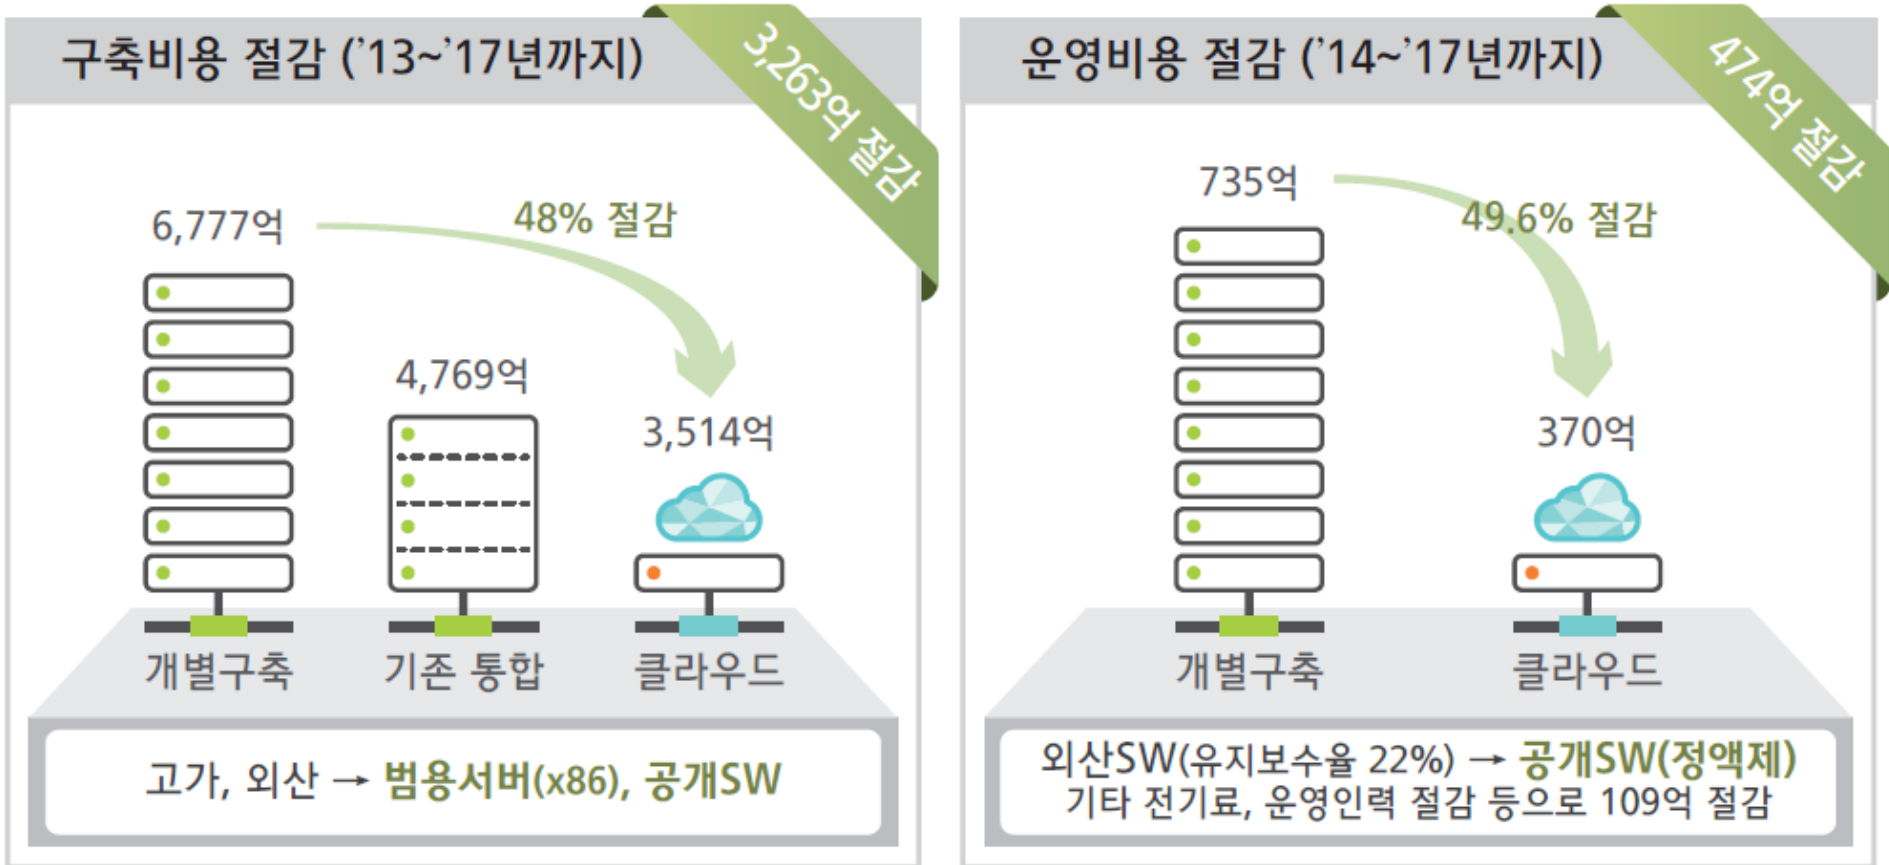 구축비용 절감 ('13~'17년까지)
3,263억 절감
6,777억
48% 절감
4,769억
3,514억
개별구축
기존 통합
클라우드
고가, 외산 → 범용서버(x86), 공개SW
운영비용 절감 ('14~'17년까지)
474억 절감
735억
49.6% 절감
370억
개별구축
클라우드
외산SW(유지보수율 22%) → 공개SW(정액제)
기타 전기료, 운영인력 절감 등으로 109억 절감